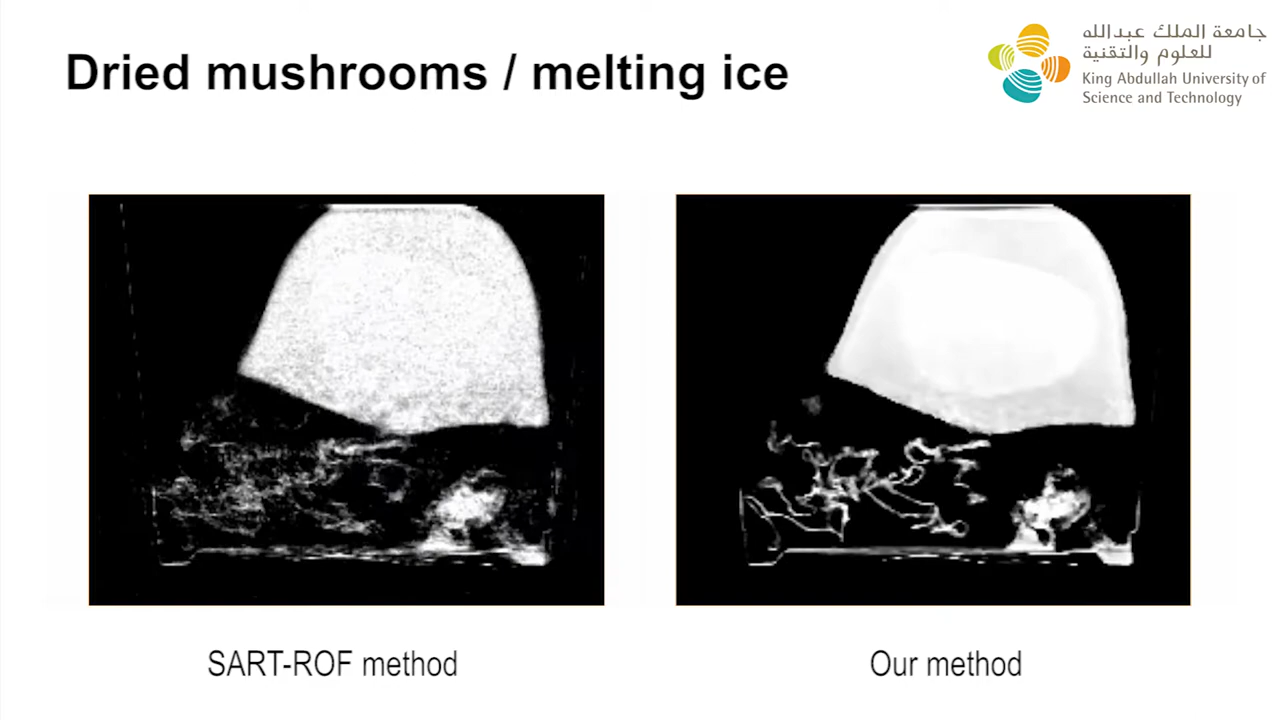 Dried mushrooms / melting ice
جامعة الملك عبدالله
للعلوم والتقنية
King Abdullah University of
Science and Technology
SART-ROF method
Our method